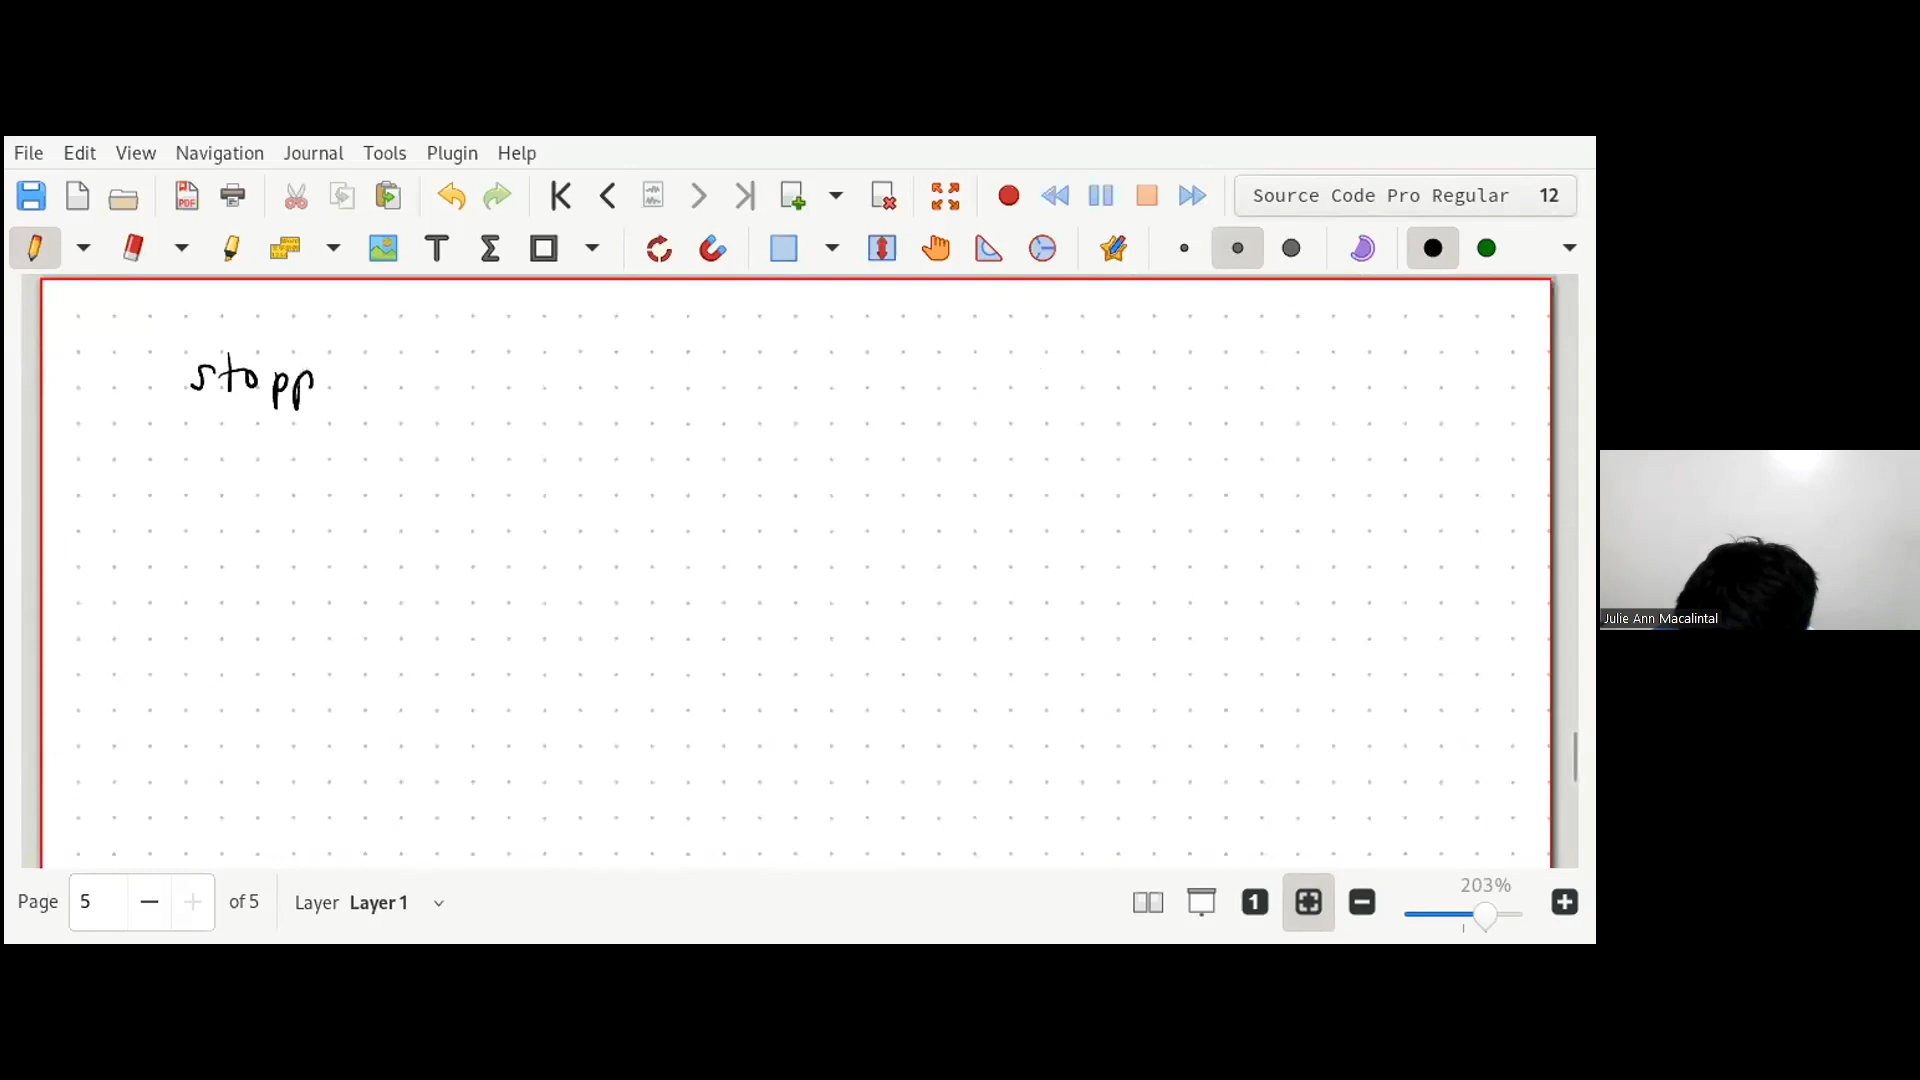 File Edit View Navigation Journal Tools Plugin Help
Source Code Pro Regular 12
stopp
Julie Ann Macalintal
Page 5 of 5 Layer Layer 1 1 203%